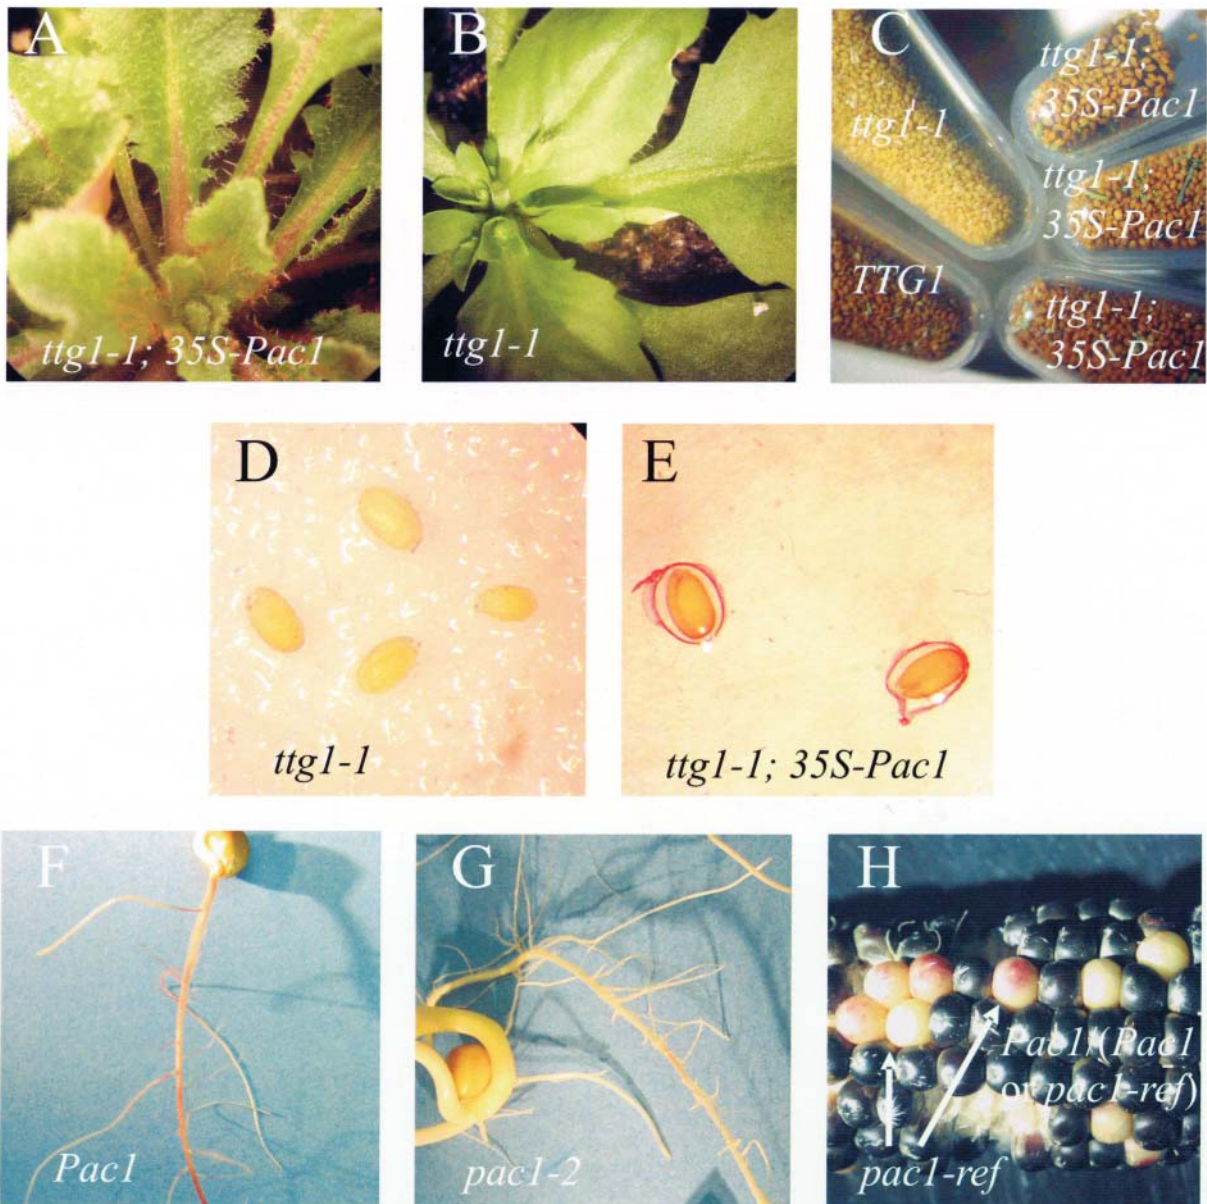 A
ttg1-1; 35S-Pac1
B
ttg1-1
C
ttg1-1
ttg1-1;
35S-Pac1
ttg1-1;
35S-Pac1
TTG1
ttg1-1;
35S-Pac1
D
ttg1-1
E
ttg1-1; 35S-Pac1
F
Pac1
G
pac1-2
H
Pac1/(Pac1
or pac1-ref)
pac1-ref